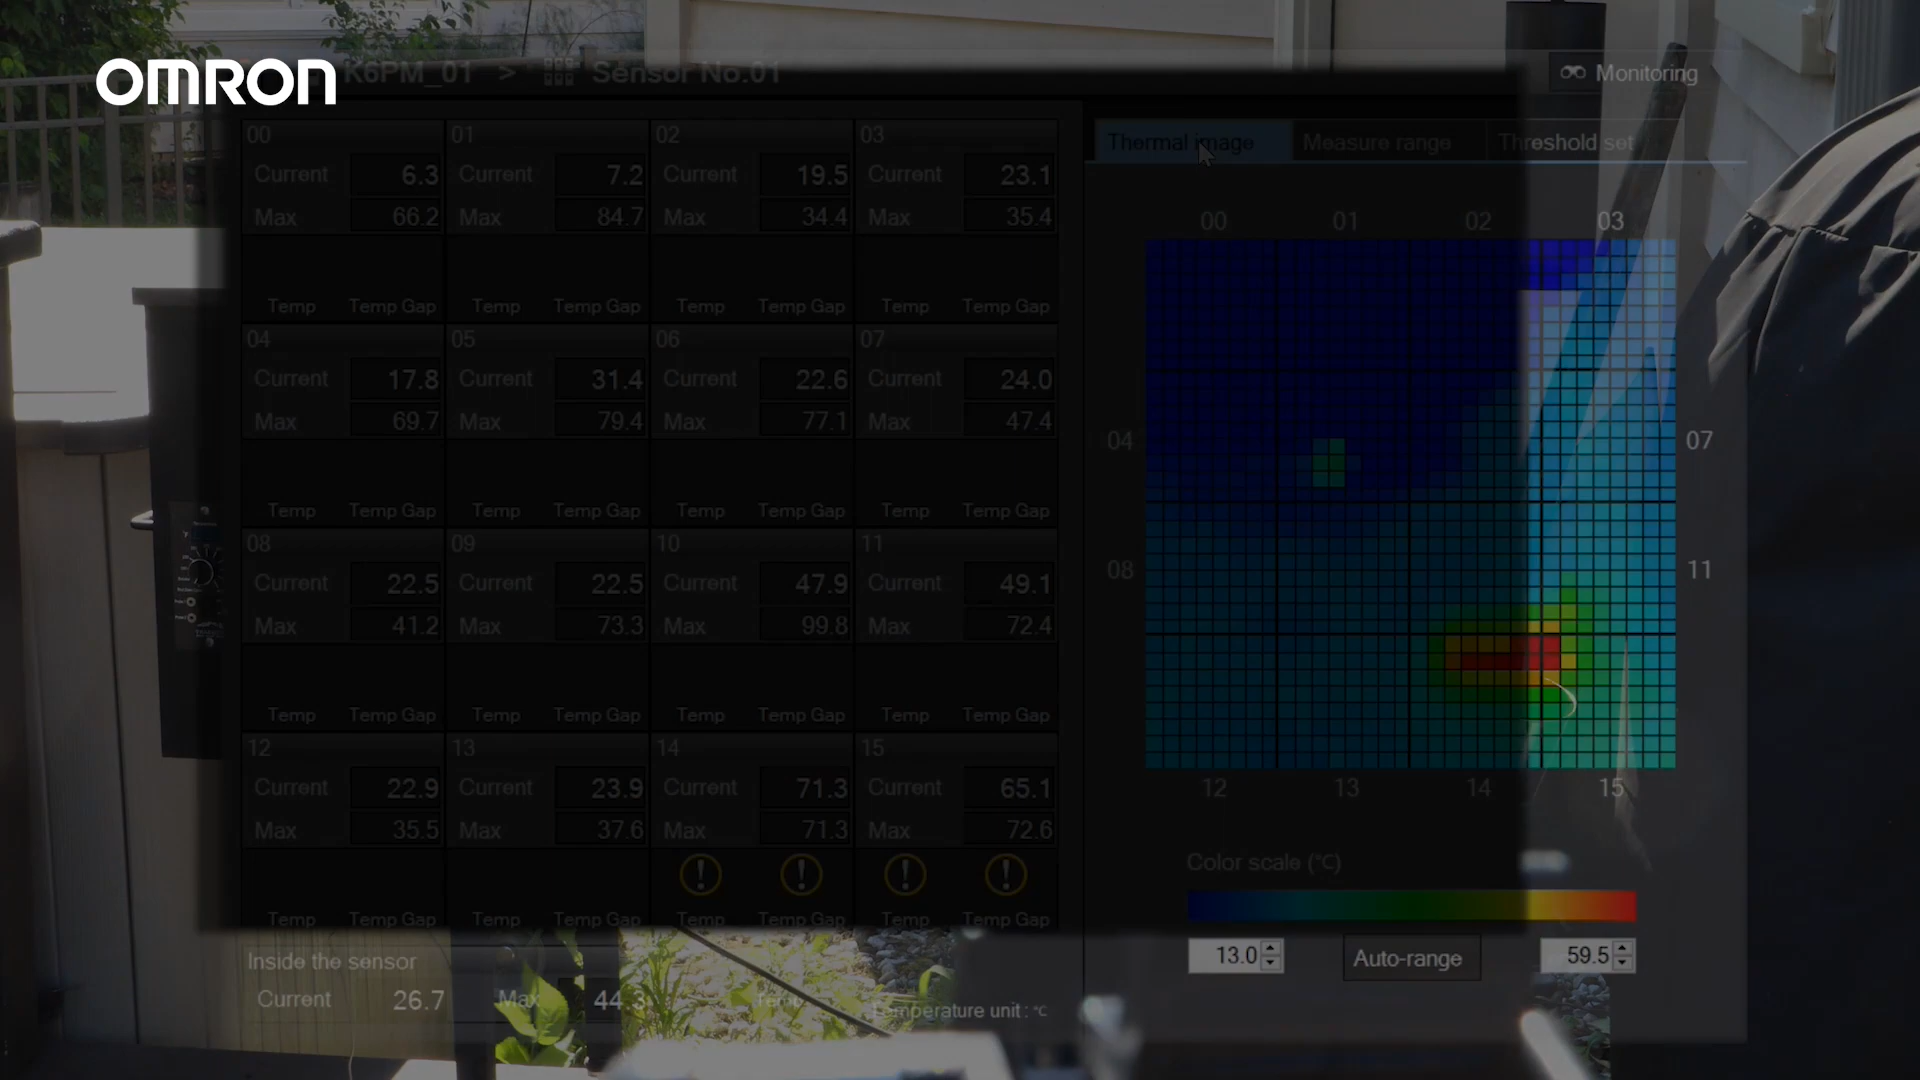 OMRON
K6PM_01 > Sensor No.01
Monitoring
Thermal image Measure range Threshold set
00 01 02 03
Current 6.3 Current 7.2 Current 19.5 Current 23.1
Max 66.2 Max 84.7 Max 34.4 Max 35.4
Temp Temp Gap Temp Temp Gap Temp Temp Gap Temp Temp Gap
04 05 06 07
Current 17.8 Current 31.4 Current 22.6 Current 24.0
Max 69.7 Max 79.4 Max 77.1 Max 47.4
Temp Temp Gap Temp Temp Gap Temp Temp Gap Temp Temp Gap
08 09 10 11
Current 22.5 Current 22.5 Current 47.9 Current 49.1
Max 41.2 Max 73.3 Max 99.8 Max 72.4
Temp Temp Gap Temp Temp Gap Temp Temp Gap Temp Temp Gap
12 13 14 15
Current 22.9 Current 23.9 Current 71.3 Current 65.1
Max 35.5 Max 37.6 Max 71.3 Max 72.6
Temp Temp Gap Temp Temp Gap Temp Temp Gap Temp Temp Gap
Inside the sensor
Current 26.7 Max 44.3 Temp
Temperature unit : °C
00 01 02 03
04 07
08 11
12 13 14 15
Color scale (°C)
13.0 Auto-range 59.5